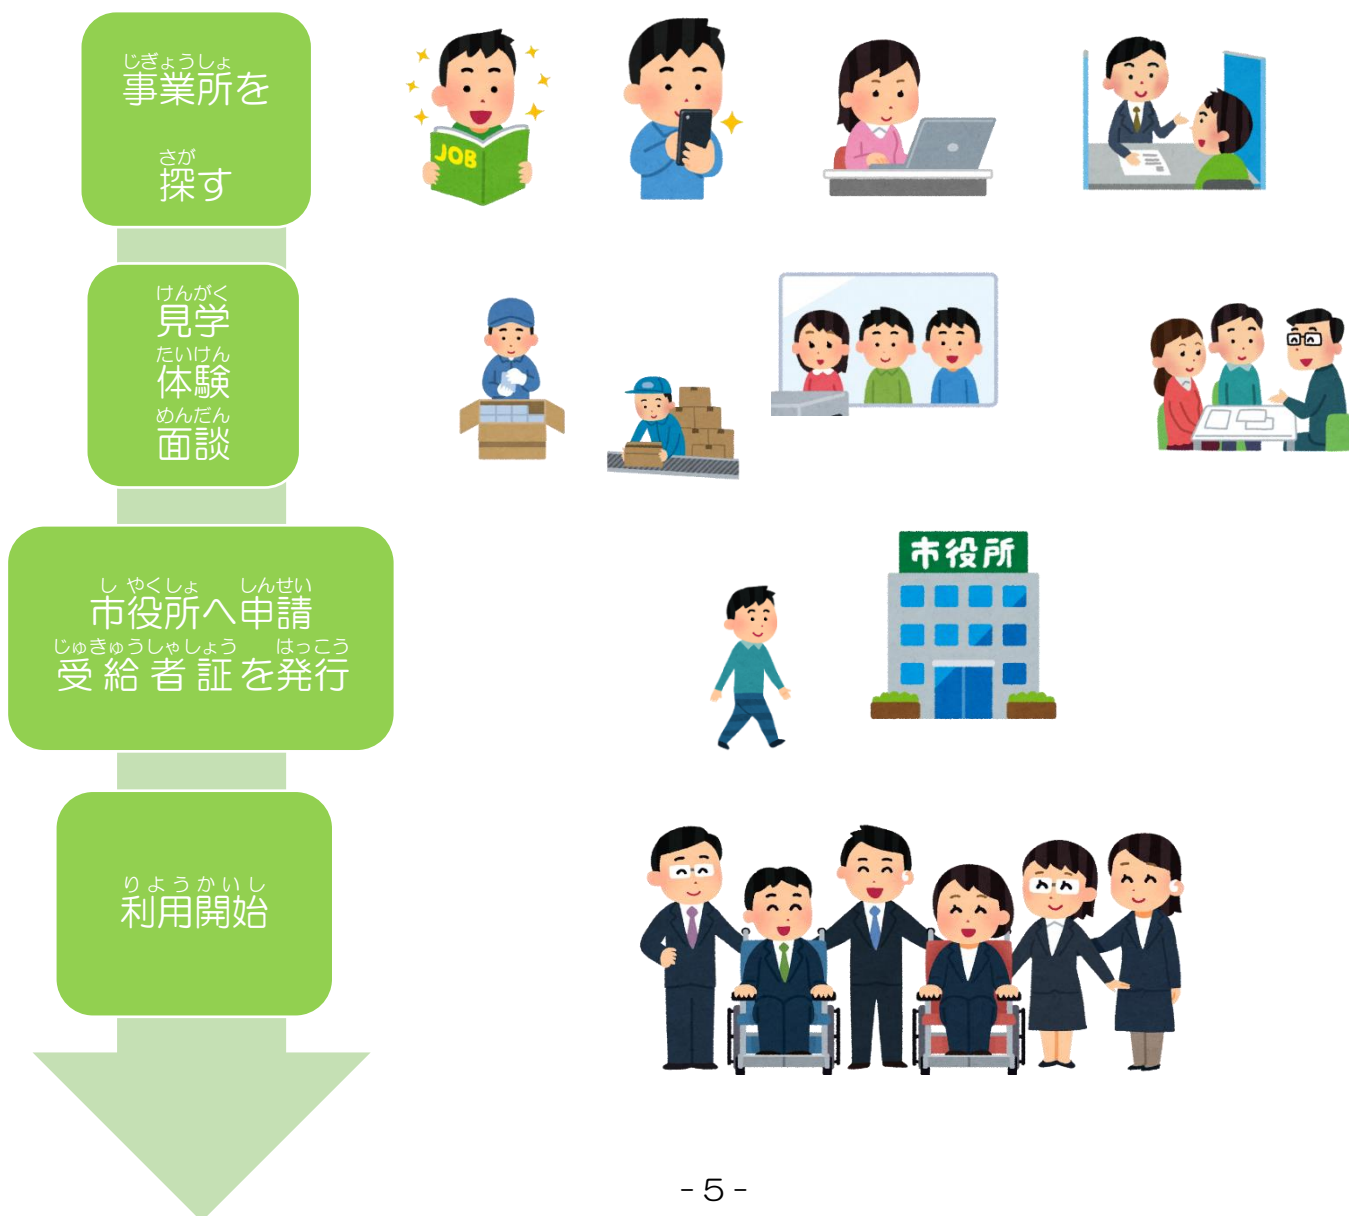 じぎょうしょ
事業所を
さが
探す
JOB
けんがく
見学
たいけん
体験
めんだん
面談
しやくしょ しんせい
市役所へ申請
じゅきゅうしゃしょう はっこう
受給者証を発行
市役所
りようかいし
利用開始
-5-